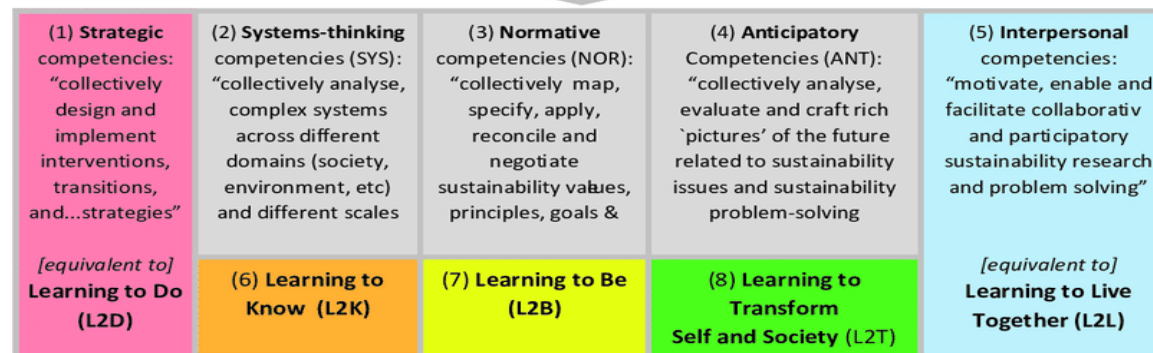 (1) Strategic
competencies:
“collectively
design and
implement
interventions,
transitions,
and...strategies”
[equivalent to]
Learning to Do
(L2D)
(2) Systems-thinking
competencies (SYS):
“collectively analyse,
complex systems
across different
domains (society,
environment, etc)
and different scales
(6) Learning to
Know (L2K)
(3) Normative
competencies (NOR):
“collectively map,
specify, apply,
reconcile and
negotiate
sustainability values,
principles, goals &
(7) Learning to Be
(L2B)
(4) Anticipatory
Competencies (ANT):
“collectively analyse,
evaluate and craft rich
`pictures’ of the future
related to sustainability
issues and sustainability
problem-solving
(8) Learning to
Transform
Self and Society (L2T)
(5) Interpersonal
competencies:
“motivate, enable and
facilitate collaborativ
and participatory
sustainability research
and problem solving”
[equivalent to]
Learning to Live
Together (L2L)